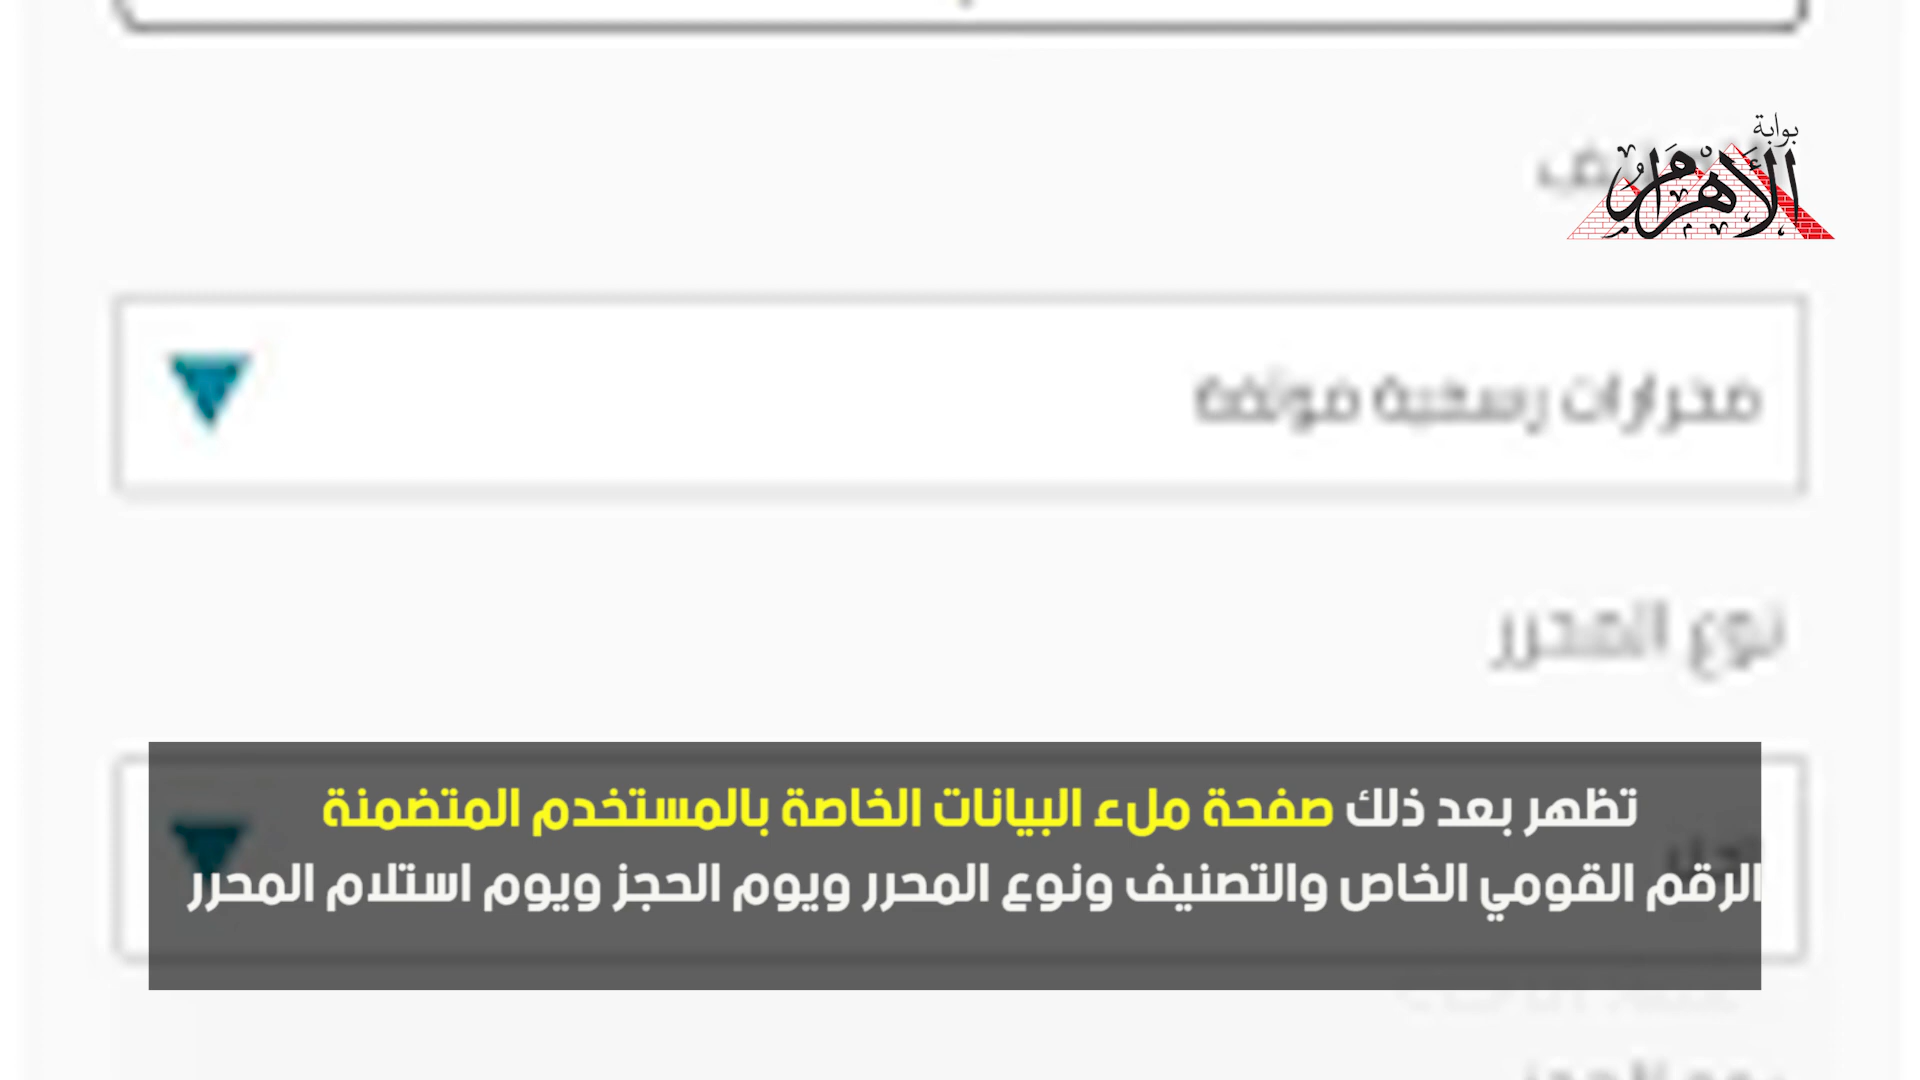 بوابة
الأهرام
محرارات رسمية موثقة
نوع المحرر
تظهر بعد ذلك صفحة ملء البيانات الخاصة بالمستخدم المتضمنة
الرقم القومي الخاص والتصنيف ونوع المحرر ويوم الحجز ويوم استلام المحرر